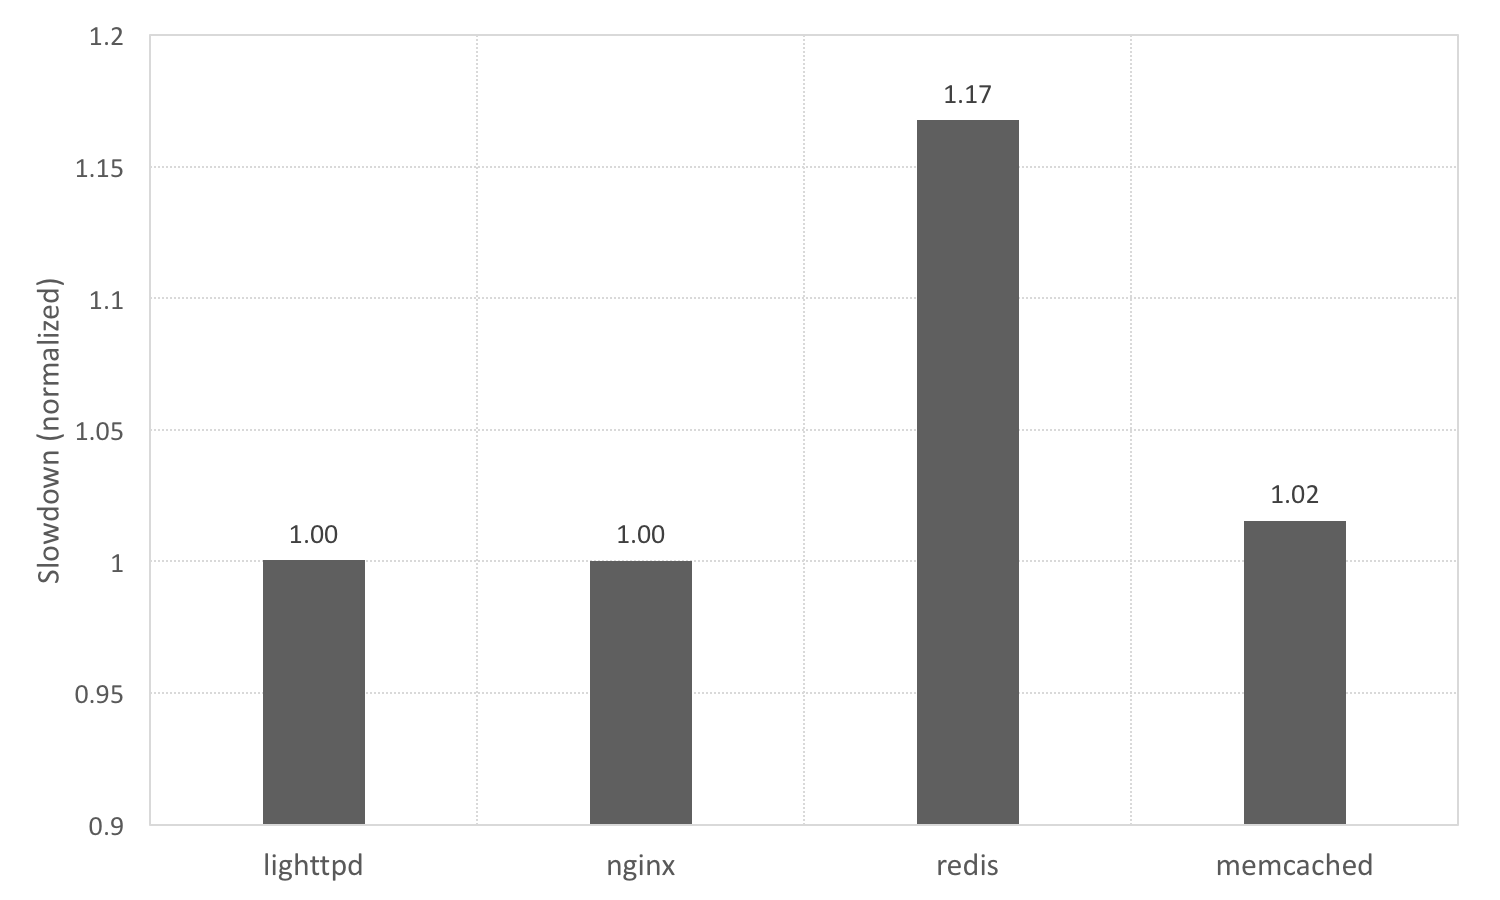 Slowdown (normalized)
1.2
1.15
1.1
1.05
1
0.95
0.9
1.00
1.00
1.17
1.02
lighttpd
nginx
redis
memcached